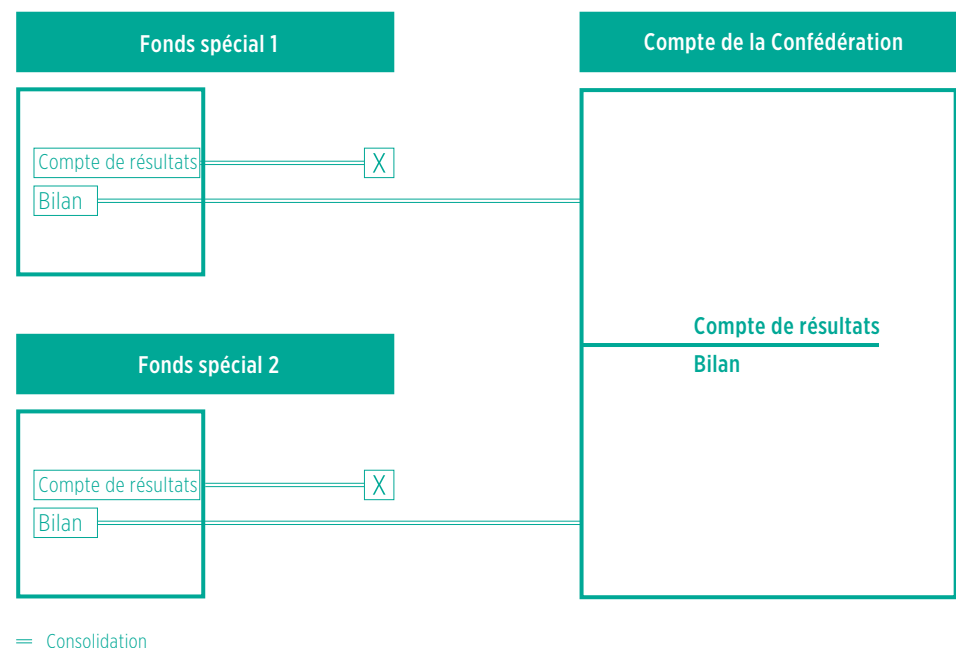 Fonds spécial 1
Compte de la Confédération
Compte de résultats
X
Bilan
Compte de résultats
Bilan
Fonds spécial 2
Compte de résultats
X
Bilan
= Consolidation